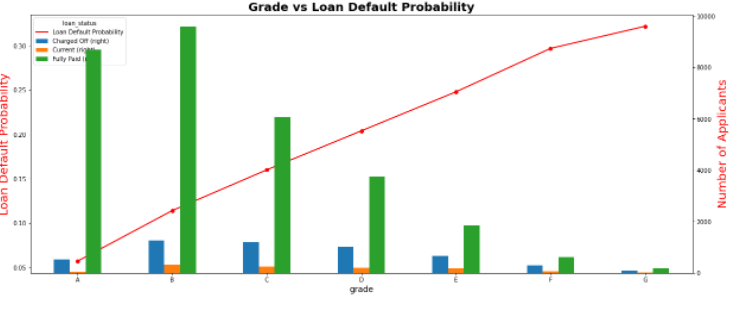 Grade vs Loan Default Probability
loan_status
Loan Default Probability
Charged Off (right)
Current (right)
Fully Paid (
Loan Default Probability
0.30
0.25
0.20
0.15
0.10
0.05
10000
8000
6000
4000
2000
0
Number of Applicants
A B C D E F G
grade